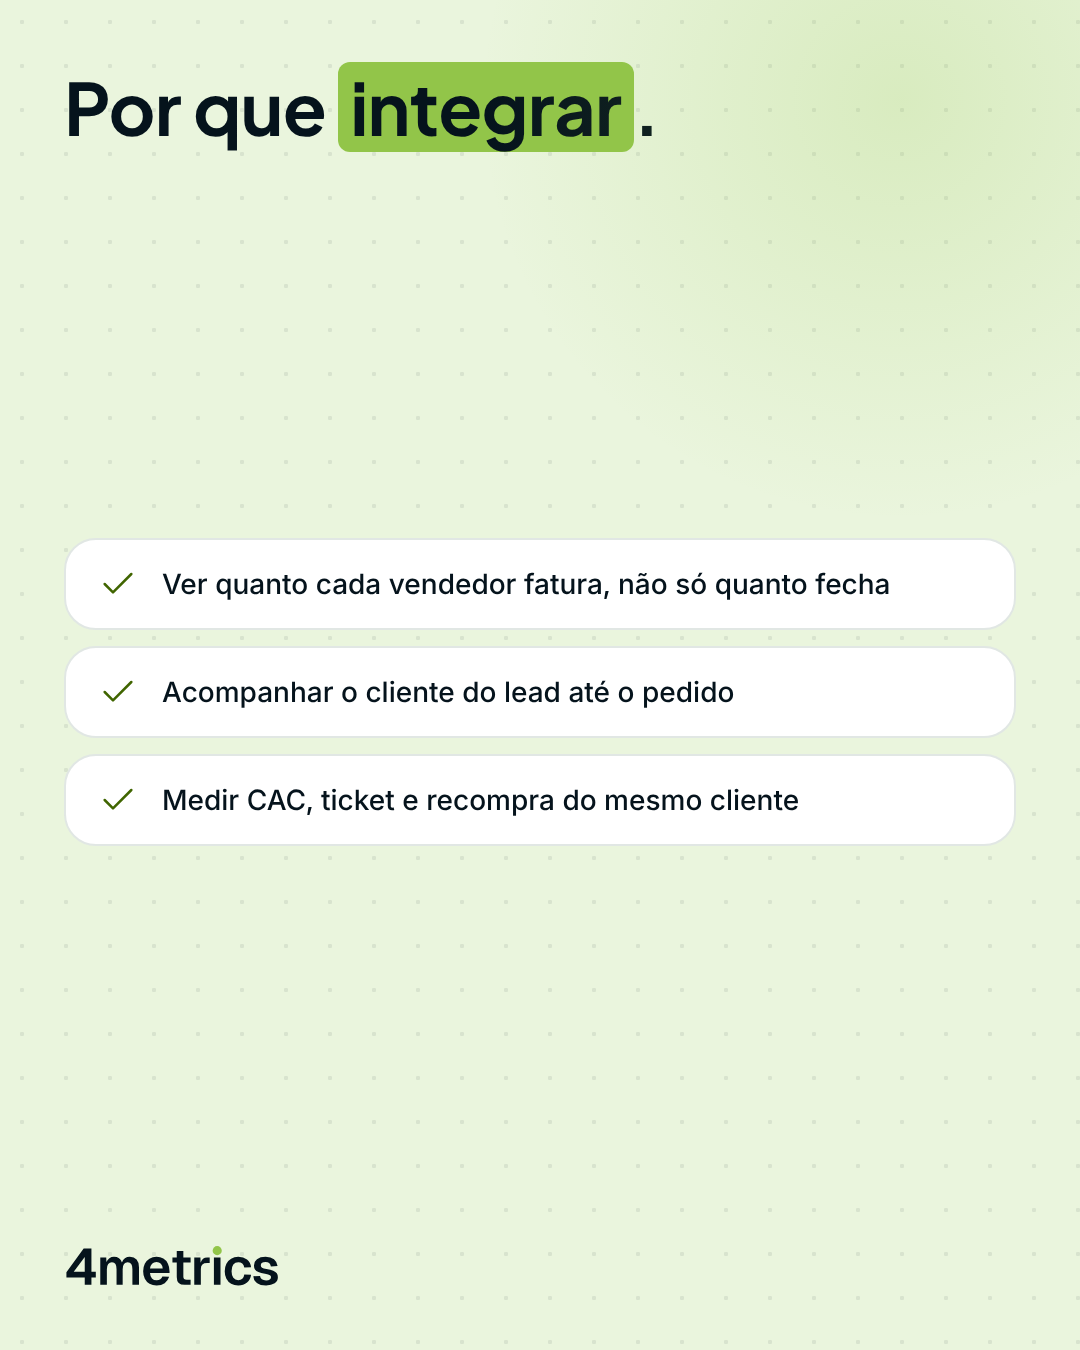 Por que integrar.
Ver quanto cada vendedor fatura, não só quanto fecha
Acompanhar o cliente do lead até o pedido
Medir CAC, ticket e recompra do mesmo cliente
4metrics